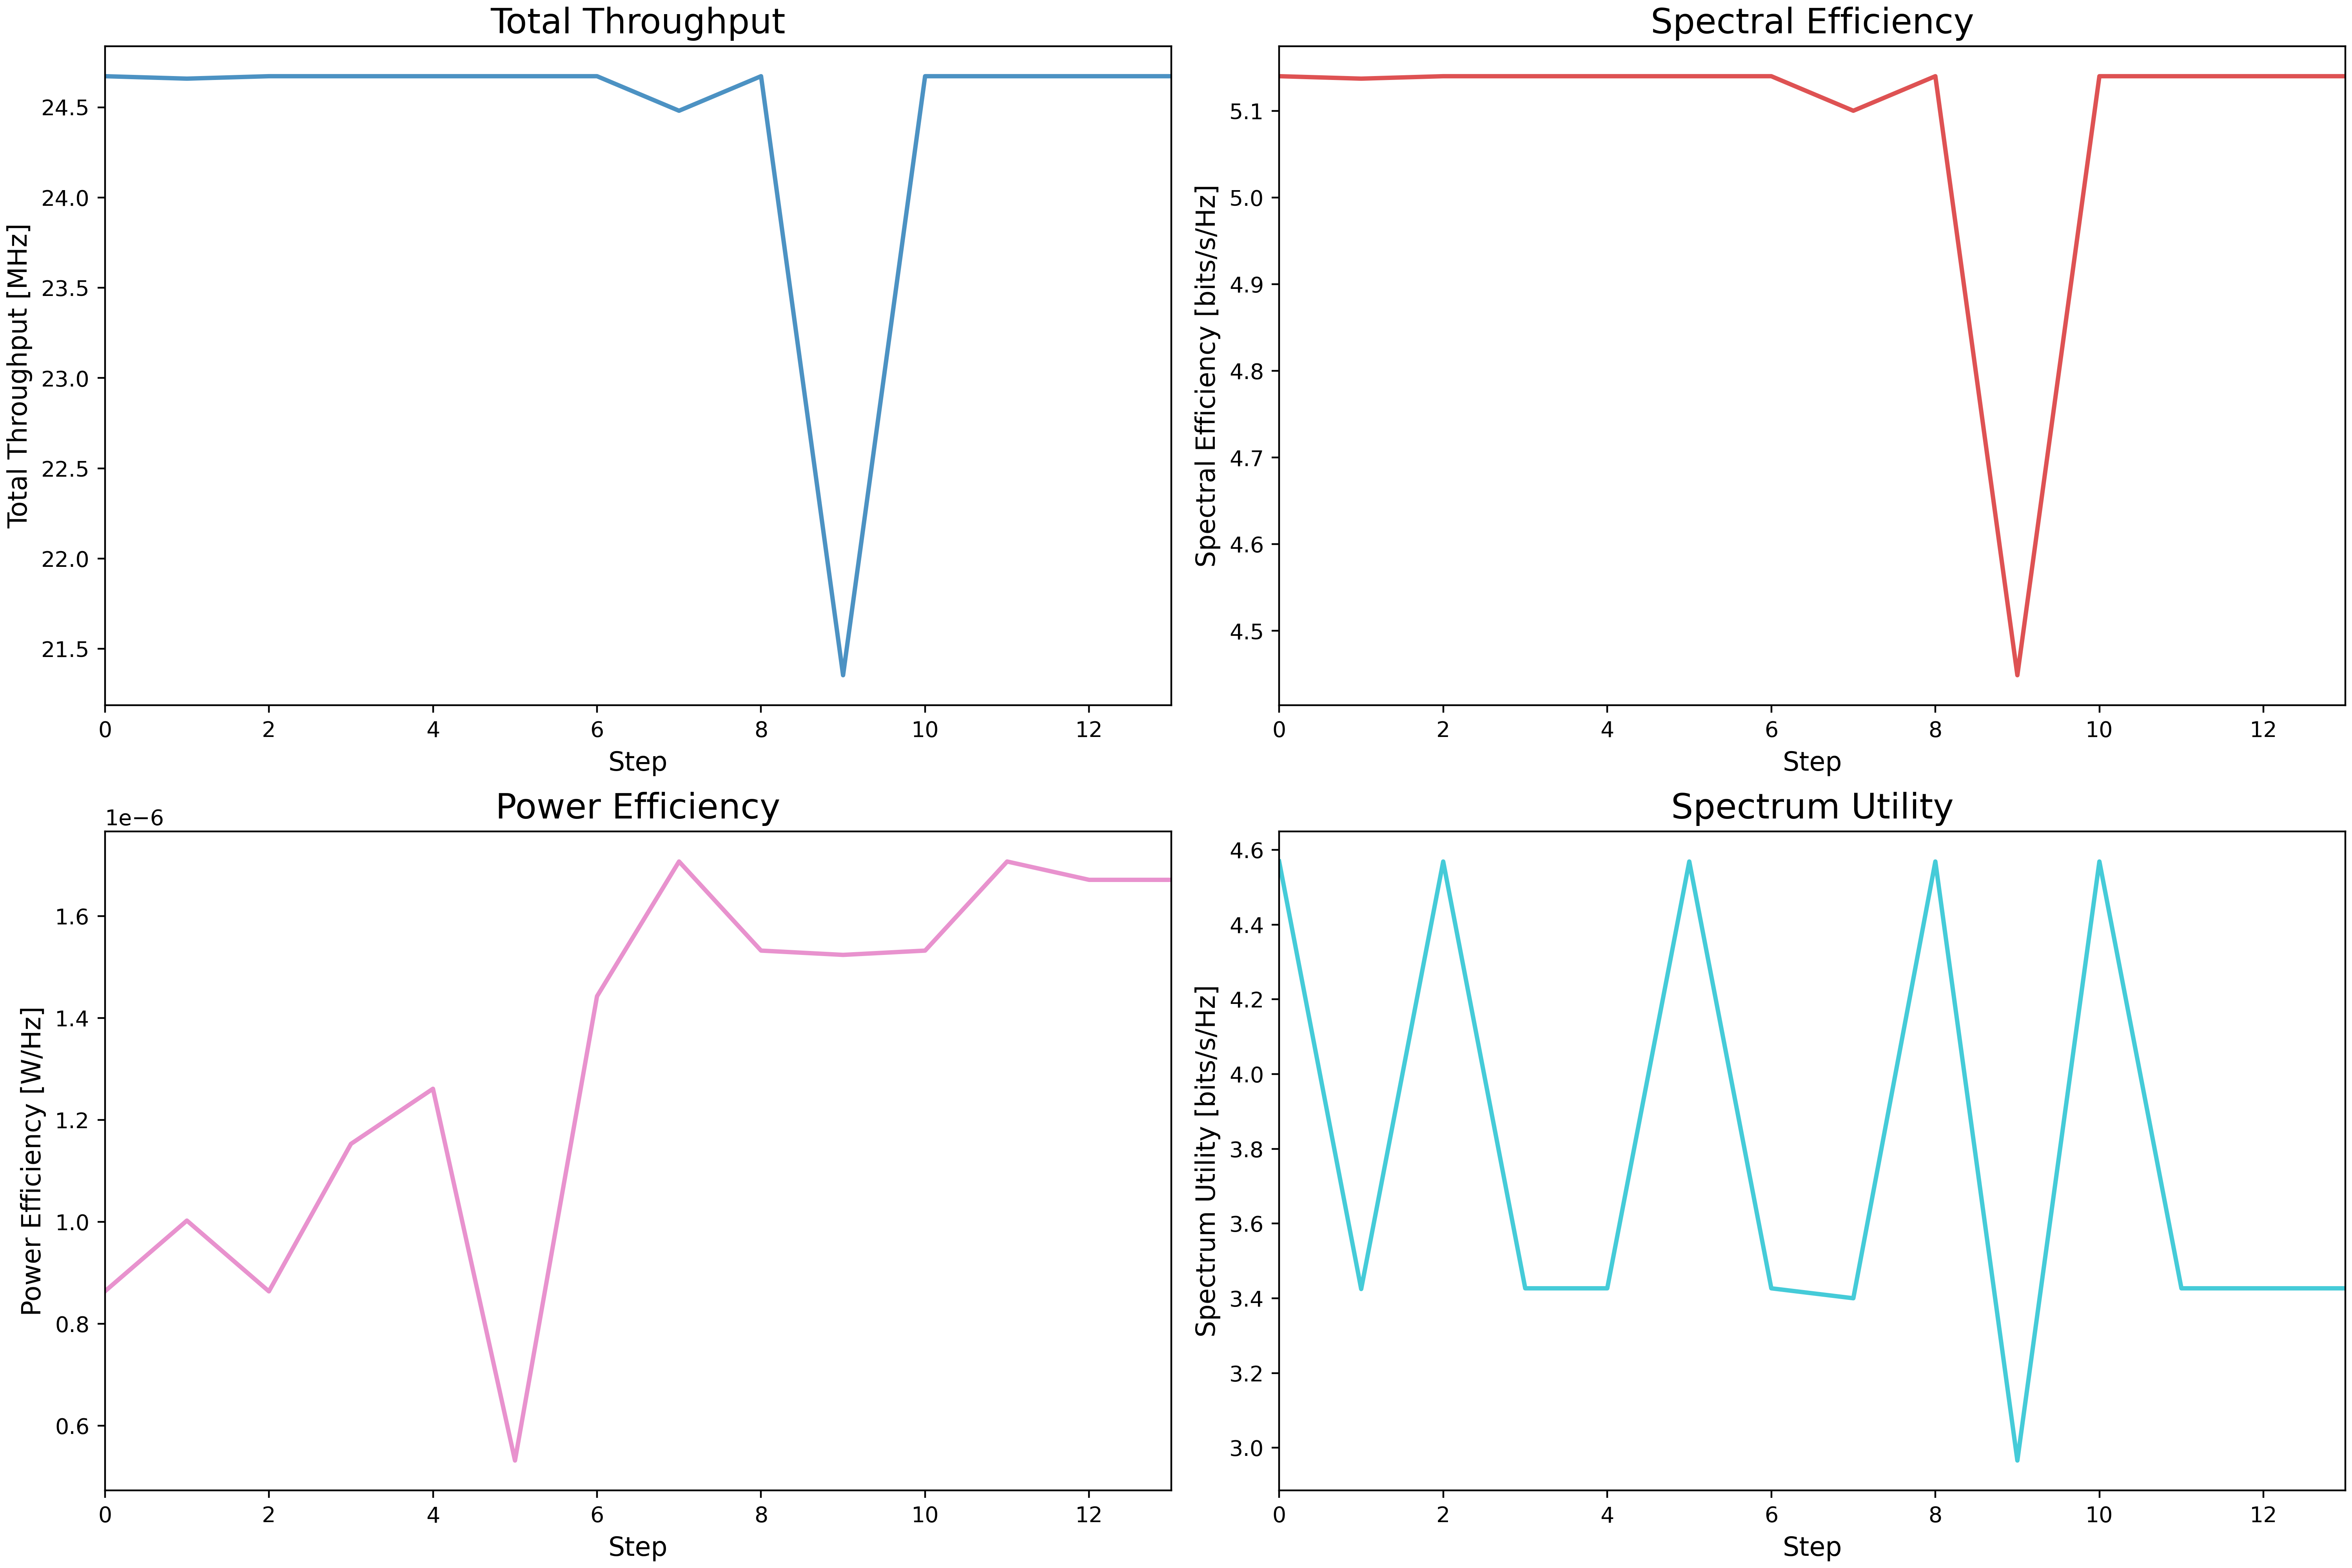 Total Throughput
Total Throughput [MHz]
24.5
24.0
23.5
23.0
22.5
22.0
21.5
0 2 4 6 8 10 12
Step
Spectral Efficiency
Spectral Efficiency [bits/s/Hz]
5.1
5.0
4.9
4.8
4.7
4.6
4.5
0 2 4 6 8 10 12
Step
Power Efficiency
1e−6
Power Efficiency [W/Hz]
1.6
1.4
1.2
1.0
0.8
0.6
0 2 4 6 8 10 12
Step
Spectrum Utility
Spectrum Utility [bits/s/Hz]
4.6
4.4
4.2
4.0
3.8
3.6
3.4
3.2
3.0
0 2 4 6 8 10 12
Step